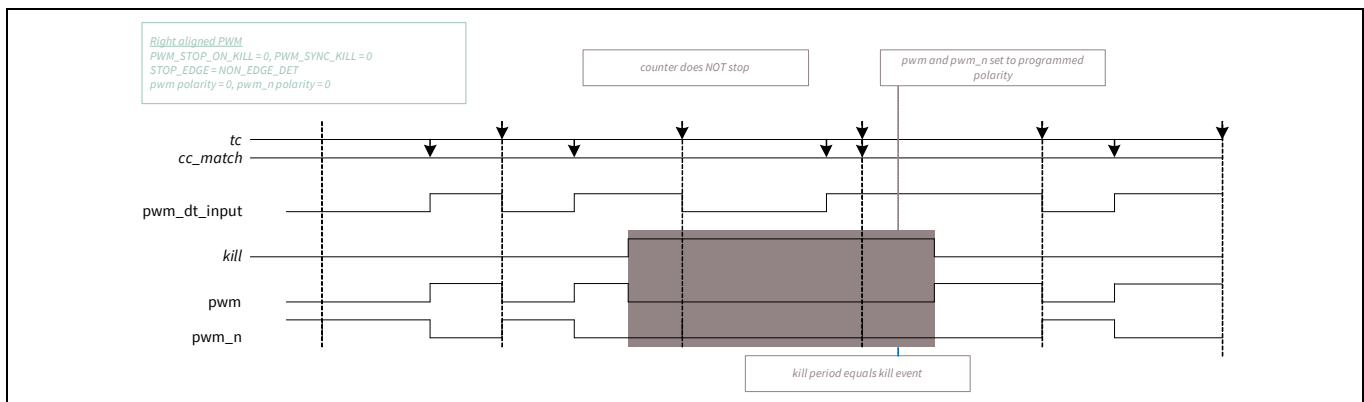 Right aligned PWM
PWM_STOP_ON_KILL = 0, PWM_SYNC_KILL = 0
STOP_EDGE = NON_EDGE_DET
pwm polarity = 0, pwm_n polarity = 0
counter does NOT stop
pwm and pwm_n set to programmed
polarity
tc
cc_match
pwm_dt_input
kill
pwm
pwm_n
kill period equals kill event